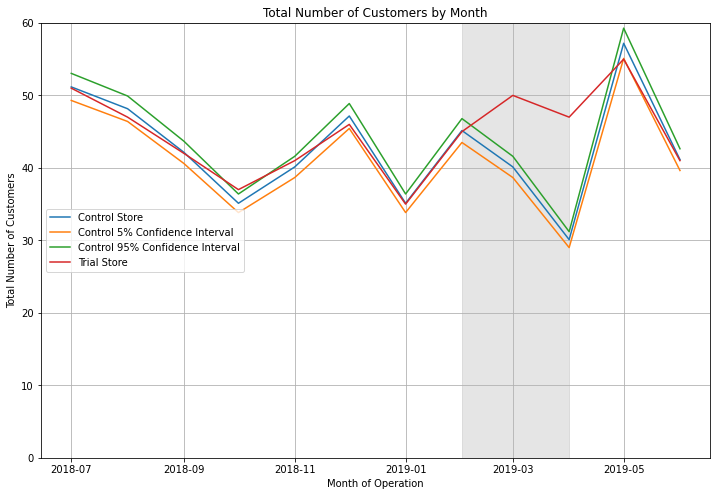 Total Number of Customers by Month
Total Number of Customers
60
50
40
30
20
10
0
Control Store
Control 5% Confidence Interval
Control 95% Confidence Interval
Trial Store
2018-07 2018-09 2018-11 2019-01 2019-03 2019-05
Month of Operation